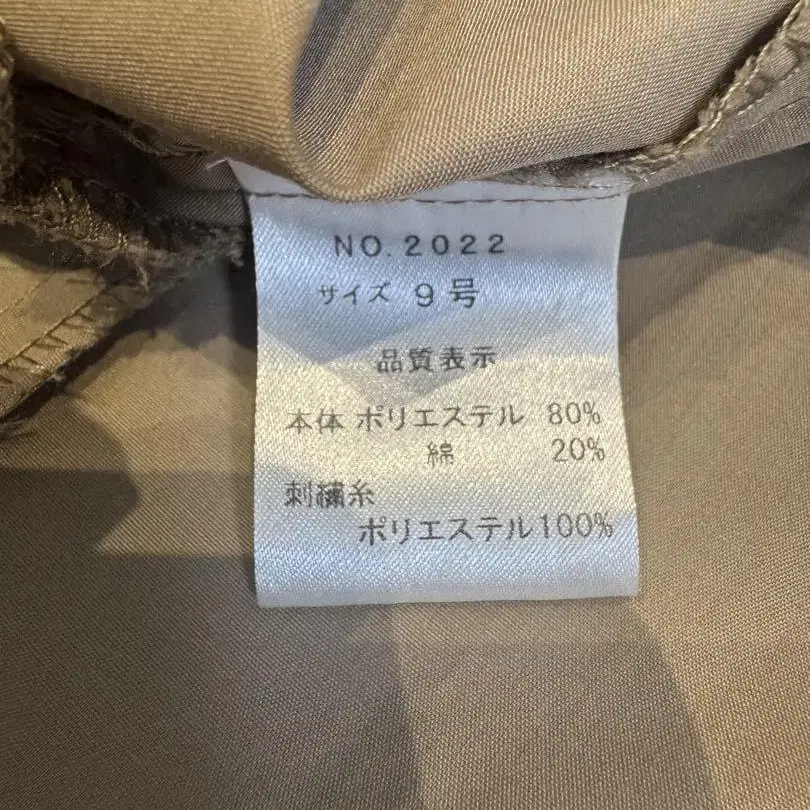 NO.2022
サイズ 9号
品質表示
本体 ポリエステル 80%
綿 20%
刺繍糸
ポリエステル100%